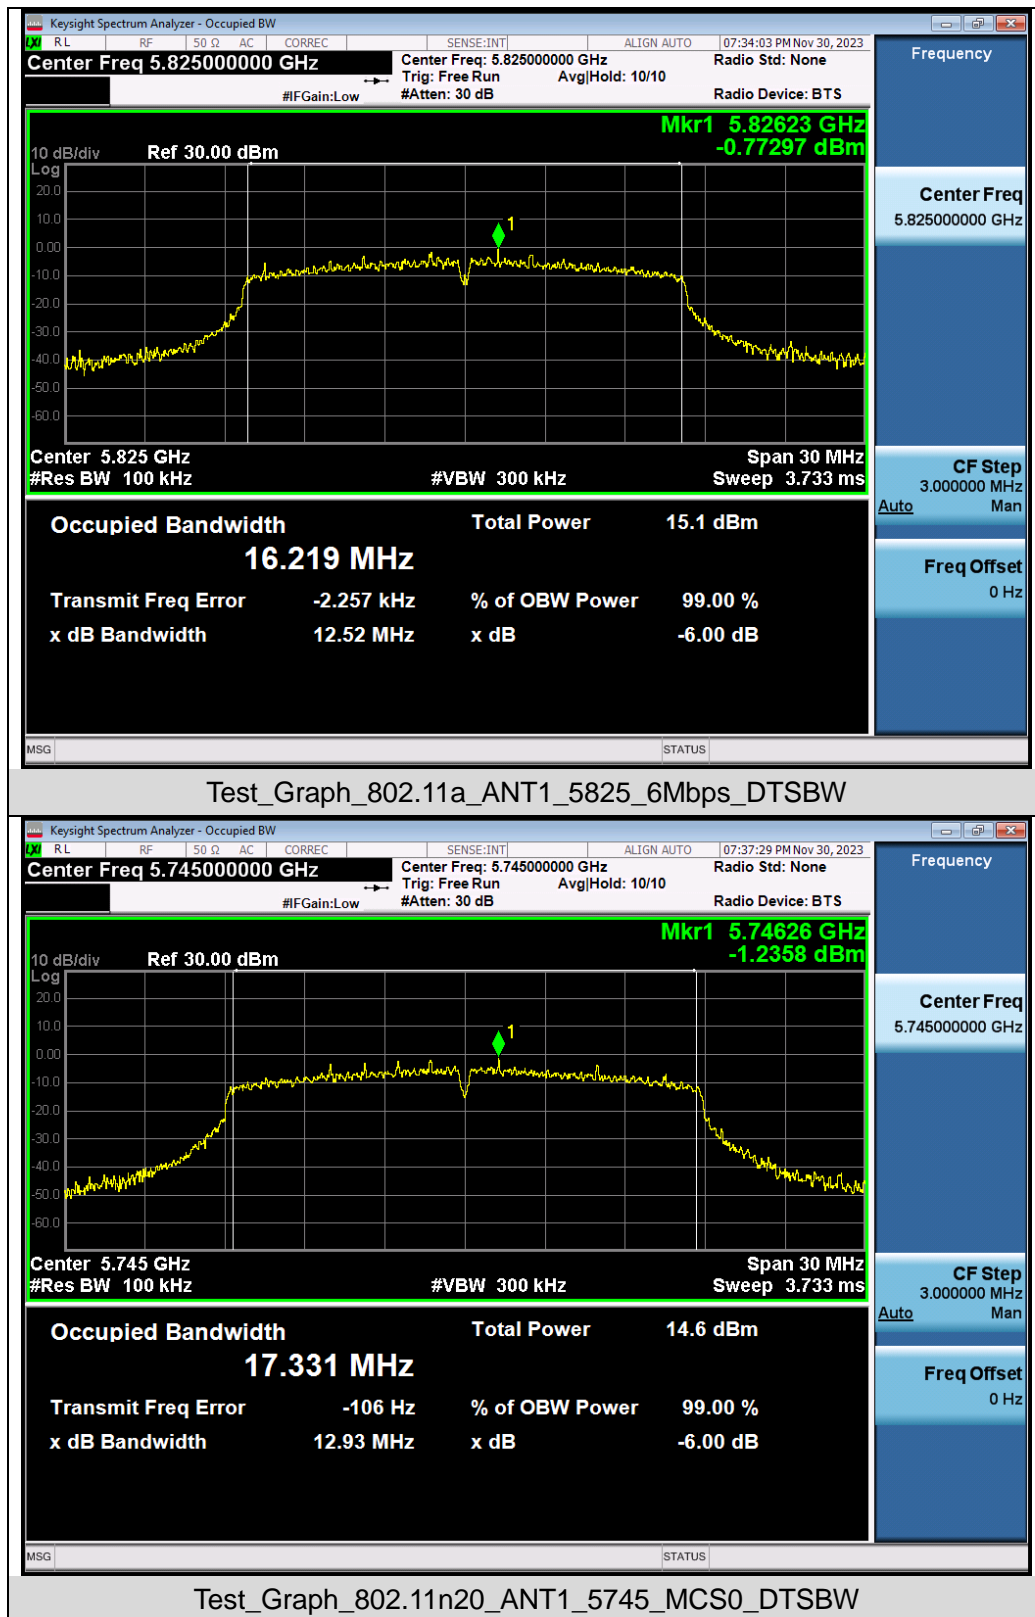 Keysight Spectrum Analyzer - Occupied BW
LXI RL RF 50 Ω AC CORREC SENSE:INT ALIGN AUTO 07:34:03 PM Nov 30, 2023
Center Freq 5.825000000 GHz
Center Freq: 5.825000000 GHz
Radio Std: None
Trig: Free Run Avg|Hold: 10/10
#IFGain:Low
#Atten: 30 dB
Radio Device: BTS
Frequency
Mkr1 5.82623 GHz
-0.77297 dBm
10 dB/div Ref 30.00 dBm
Log
20.0
10.0
0.00
-10.0
-20.0
-30.0
-40.0
-50.0
-60.0
1
Center Freq
5.825000000 GHz
Center 5.825 GHz
Span 30 MHz
#Res BW 100 kHz
#VBW 300 kHz
Sweep 3.733 ms
CF Step
3.000000 MHz
Auto Man
Freq Offset
0 Hz
Occupied Bandwidth
Total Power 15.1 dBm
16.219 MHz
Transmit Freq Error -2.257 kHz
% of OBW Power 99.00 %
x dB Bandwidth 12.52 MHz
x dB -6.00 dB
MSG STATUS
Test_Graph_802.11a_ANT1_5825_6Mbps_DTSBW
Keysight Spectrum Analyzer - Occupied BW
LXI RL RF 50 Ω AC CORREC SENSE:INT ALIGN AUTO 07:37:29 PM Nov 30, 2023
Center Freq 5.745000000 GHz
Center Freq: 5.745000000 GHz
Radio Std: None
Trig: Free Run Avg|Hold: 10/10
#IFGain:Low
#Atten: 30 dB
Radio Device: BTS
Frequency
Mkr1 5.74626 GHz
-1.2358 dBm
10 dB/div Ref 30.00 dBm
Log
20.0
10.0
0.00
-10.0
-20.0
-30.0
-40.0
-50.0
-60.0
1
Center Freq
5.745000000 GHz
Center 5.745 GHz
Span 30 MHz
#Res BW 100 kHz
#VBW 300 kHz
Sweep 3.733 ms
CF Step
3.000000 MHz
Auto Man
Freq Offset
0 Hz
Occupied Bandwidth
Total Power 14.6 dBm
17.331 MHz
Transmit Freq Error -106 Hz
% of OBW Power 99.00 %
x dB Bandwidth 12.93 MHz
x dB -6.00 dB
MSG STATUS
Test_Graph_802.11n20_ANT1_5745_MCS0_DTSBW